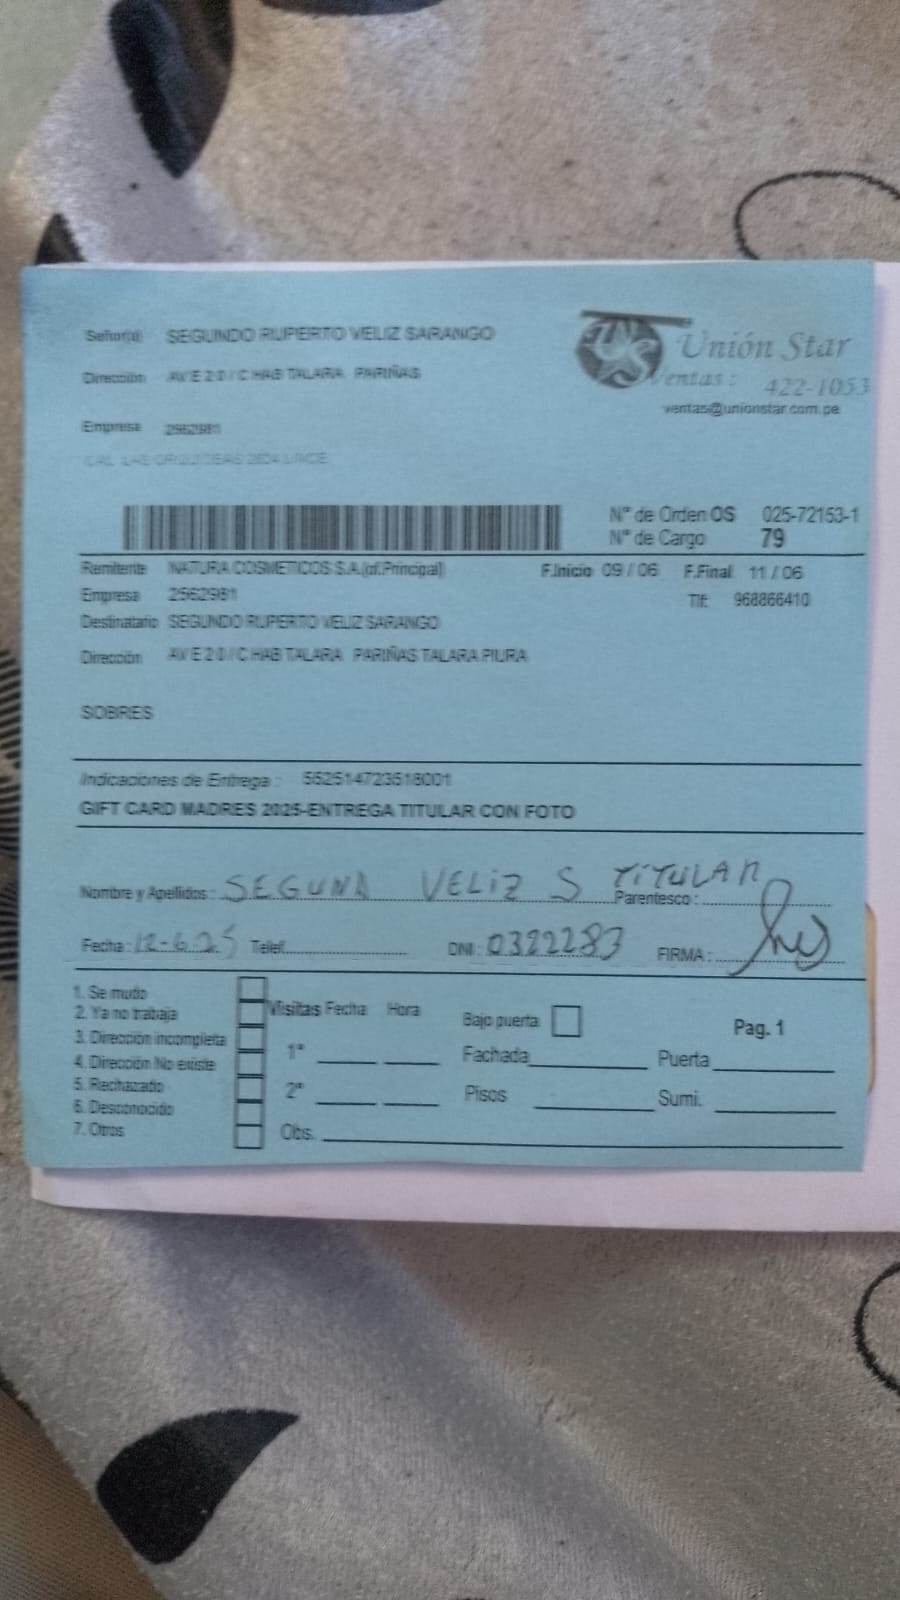 Señor(a) SEGUNDO RUPERTO VELIZ SARANGO
Unión Star
Dirección AV E 2 0 / C HAB TALARA PARIÑAS
Ventas: 422-1053
ventas@unionstar.com.pe
Empresa 2562981
CAL. LAS ORQUIDEAS LINCE
N° de Orden OS 025-72153-1
N° de Cargo 79
Remitente NATURA COSMETICOS S.A.(of.Principal) F.Inicio 09 / 06 F.Final 11 / 06
Empresa 2562981 Tlf: 968866410
Destinatario SEGUNDO RUPERTO VELIZ SARANGO
Dirección AV E 2 0 / C HAB TALARA PARIÑAS TALARA PIURA
SOBRES
Indicaciones de Entrega : 552514723518001
GIFT CARD MADRES 2025-ENTREGA TITULAR CON FOTO
Nombre y Apellidos: VELIZ S Parentesco: TITULAR
Fecha: 12-6-25 Telef. DNI: 0322283 FIRMA:
1. Se mudo
2. Ya no trabaja
3. Dirección incompleta
4. Dirección No existe
5. Rechazado
6. Desconocido
7. Otros
Visitas Fecha Hora
1°
2°
Obs.
Bajo puerta
Pag. 1
Fachada Puerta
Pisos Sumi.